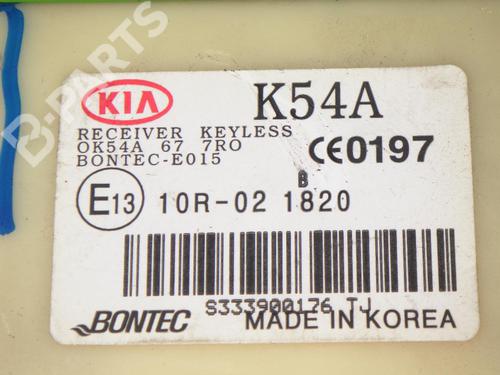 B-PARTS
KIA
K54A
RECEIVER KEYLESS
OK54A 67 7RO
BONTEC-E015
CE0197
B
E13 10R-02 1820
S333900176 TJ
BONTEC MADE IN KOREA